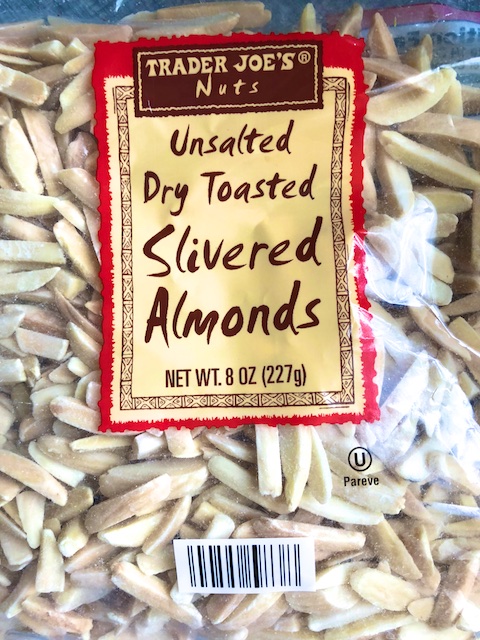 TRADER JOE'S®
Nuts
Unsalted
Dry Toasted
Slivered
Almonds
NET WT. 8 OZ (227g)
U
Pareve